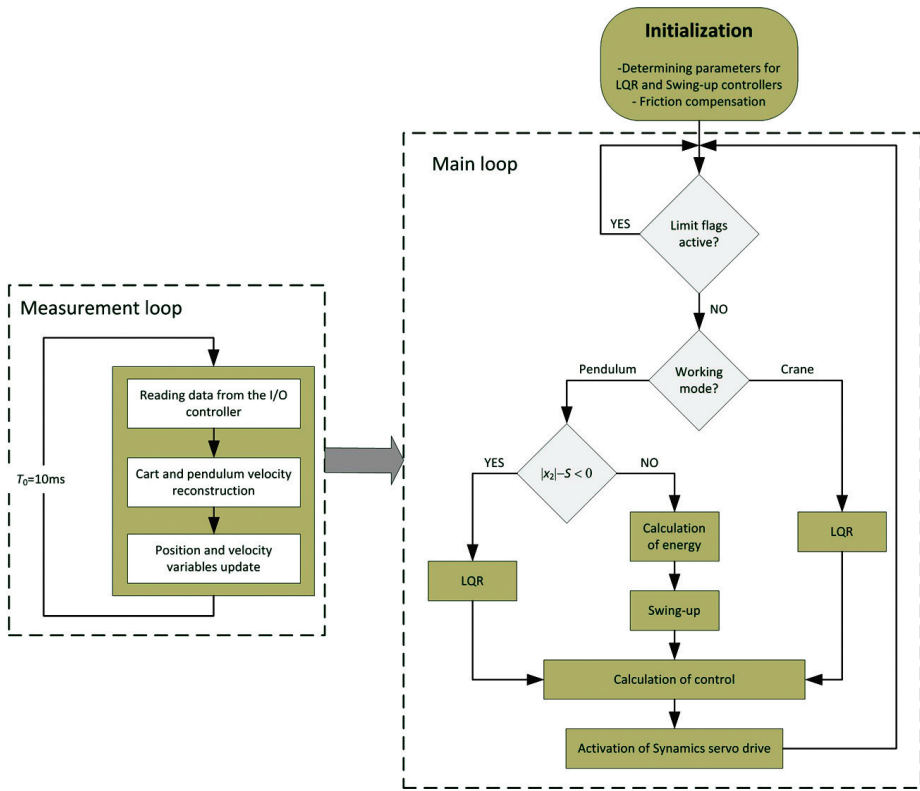 Initialization
-Determining parameters for
LQR and Swing-up controllers
- Friction compensation
Main loop
Limit flags
active?
YES
NO
Working
mode?
Pendulum
Crane
|x₂|−S < 0
YES
NO
Calculation
of energy
LQR
LQR
Swing-up
Calculation of control
Activation of Synamics servo drive
Measurement loop
Reading data from the I/O
controller
Cart and pendulum velocity
reconstruction
T₀=10ms
Position and velocity
variables update